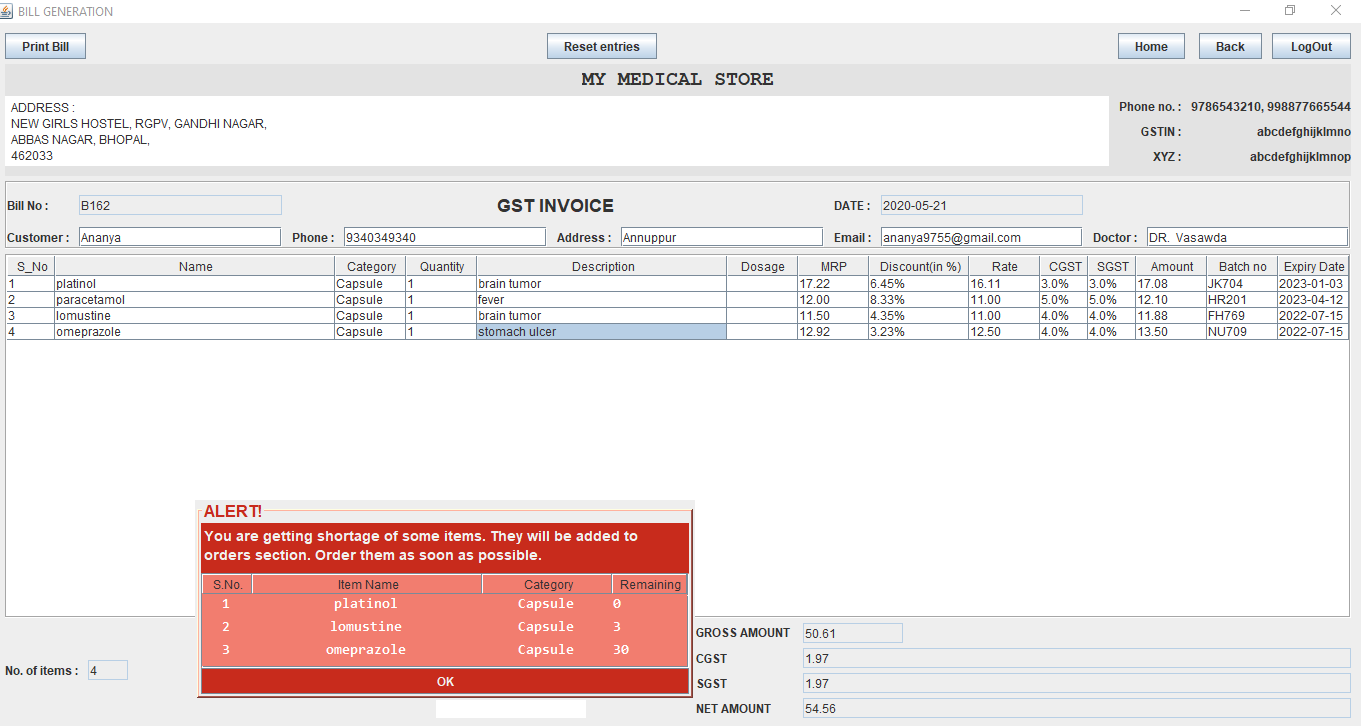 BILL GENERATION
Print Bill Reset entries Home Back LogOut
MY MEDICAL STORE
ADDRESS :
NEW GIRLS HOSTEL, RGPV, GANDHI NAGAR,
ABBAS NAGAR, BHOPAL,
462033
Phone no. : 9786543210, 998877665544
GSTIN : abcdefghijklmno
XYZ : abcdefghijklmnop
Bill No : B162 GST INVOICE DATE : 2020-05-21
Customer : Ananya Phone : 9340349340 Address : Annuppur Email : ananya9755@gmail.com Doctor : DR. Vasawda
S_No Name Category Quantity Description Dosage MRP Discount(in %) Rate CGST SGST Amount Batch no Expiry Date
1 platinol Capsule 1 brain tumor 17.22 6.45% 16.11 3.0% 3.0% 17.08 JK704 2023-01-03
2 paracetamol Capsule 1 fever 12.00 8.33% 11.00 5.0% 5.0% 12.10 HR201 2023-04-12
3 lomustine Capsule 1 brain tumor 11.50 4.35% 11.00 4.0% 4.0% 11.88 FH769 2022-07-15
4 omeprazole Capsule 1 stomach ulcer 12.92 3.23% 12.50 4.0% 4.0% 13.50 NU709 2022-07-15
ALERT!
You are getting shortage of some items. They will be added to
orders section. Order them as soon as possible.
S.No. Item Name Category Remaining
1 platinol Capsule 0
2 lomustine Capsule 3
3 omeprazole Capsule 30
OK
No. of items : 4
GROSS AMOUNT 50.61
CGST 1.97
SGST 1.97
NET AMOUNT 54.56